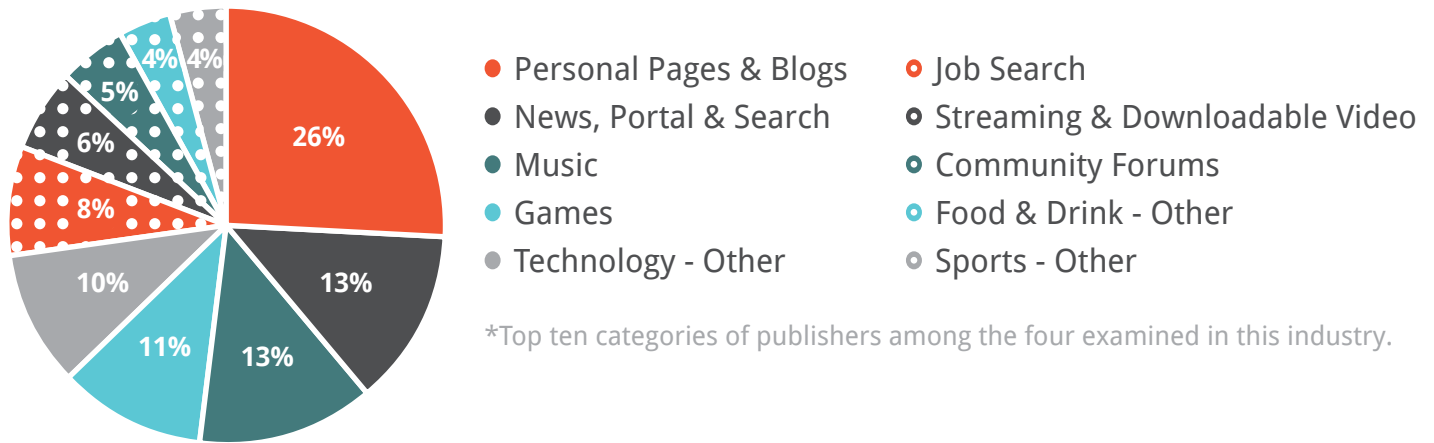 26%
13%
13%
11%
10%
8%
6%
5%
4%
4%
Personal Pages & Blogs
News, Portal & Search
Music
Games
Technology - Other
Job Search
Streaming & Downloadable Video
Community Forums
Food & Drink - Other
Sports - Other
*Top ten categories of publishers among the four examined in this industry.